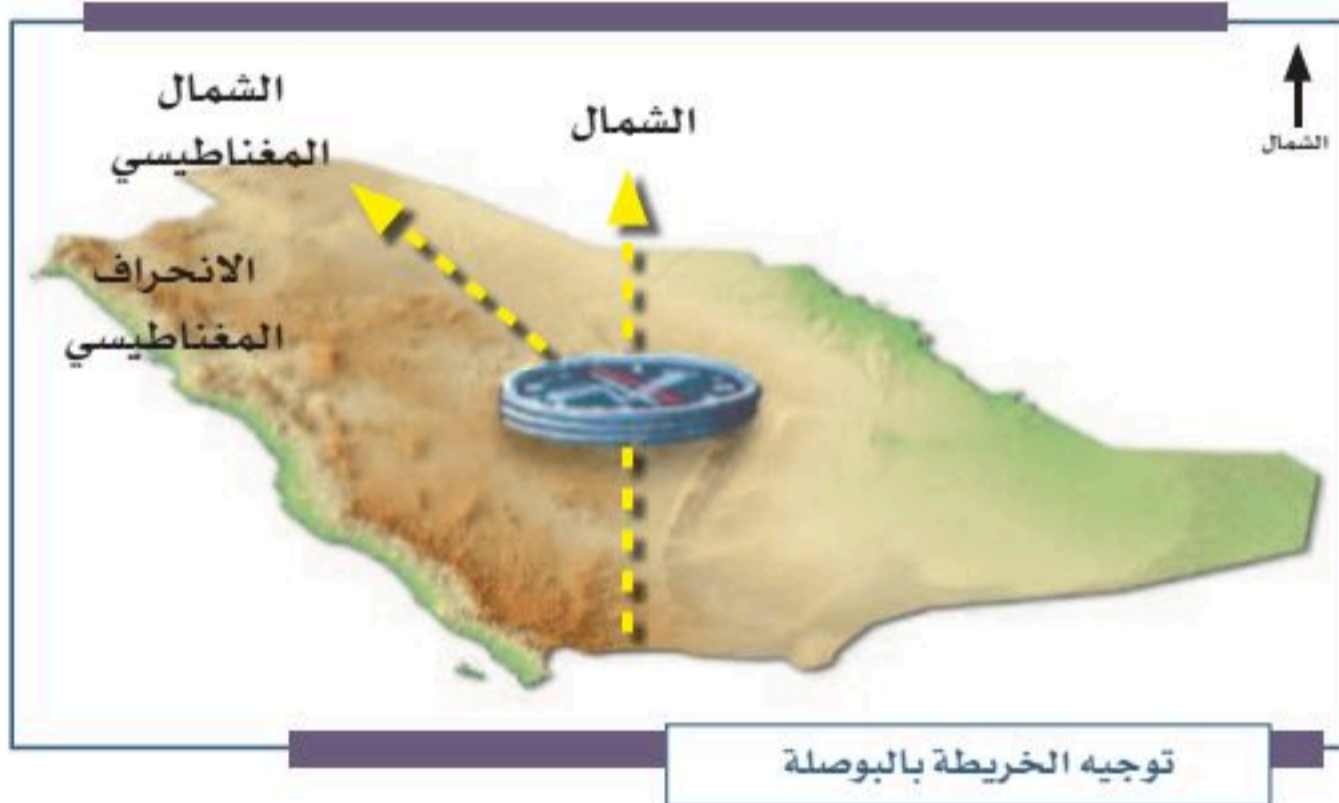 الشمال
المغناطيسي
الشمال
الشمال
الانحراف
المغناطيسي
توجيه الخريطة بالبوصلة